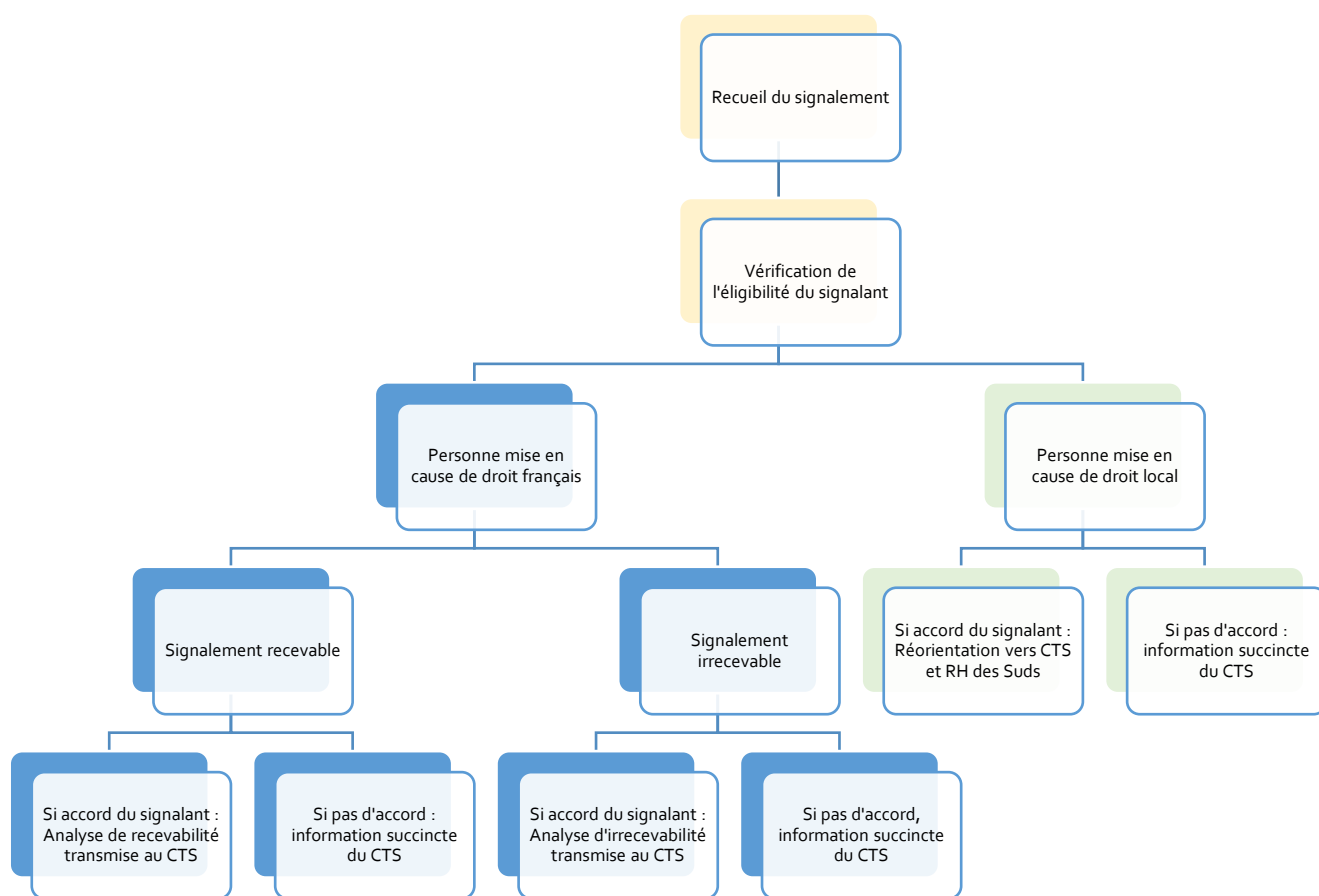 Recueil du signalement
Vérification de
l'éligibilité du signalant
Personne mise en
cause de droit français
Personne mise en
cause de droit local
Signalement recevable
Signalement
irrecevable
Si accord du signalant :
Réorientation vers CTS
et RH des Suds
Si pas d'accord :
information succincte
du CTS
Si accord du signalant :
Analyse de recevabilité
transmise au CTS
Si pas d'accord :
information succincte
du CTS
Si accord du signalant :
Analyse d'irrecevabilité
transmise au CTS
Si pas d'accord,
information succincte
du CTS